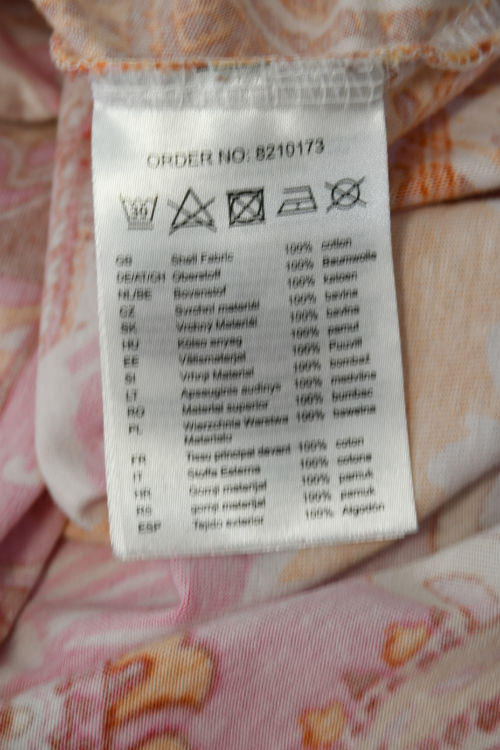 ORDER NO: 8210173
30
GB Shell Fabric 100% cotton
DE/AT/CH Oberstoff 100% Baumwolle
NL/BE Bovenstof 100% katoen
CZ Svrchní materiál 100% bavlna
SK Vrchný Materiál 100% bavlna
HU Külső anyag 100% pamut
EE Välismaterjal 100% Puuvill
SI Vrhnji Material 100% bombaž
LT Apsauginis audinys 100% medvilnė
RO Material superior 100% bumbac
PL Wierzchnia Warstwa 100% bawełna
Materiału
FR Tissu principal devant 100% coton
IT Stoffa Esterna 100% cotone
HR Gornji materijal 100% pamuk
RS gornji materijal 100% pamuk
ESP Tejido exterior 100% Algodón